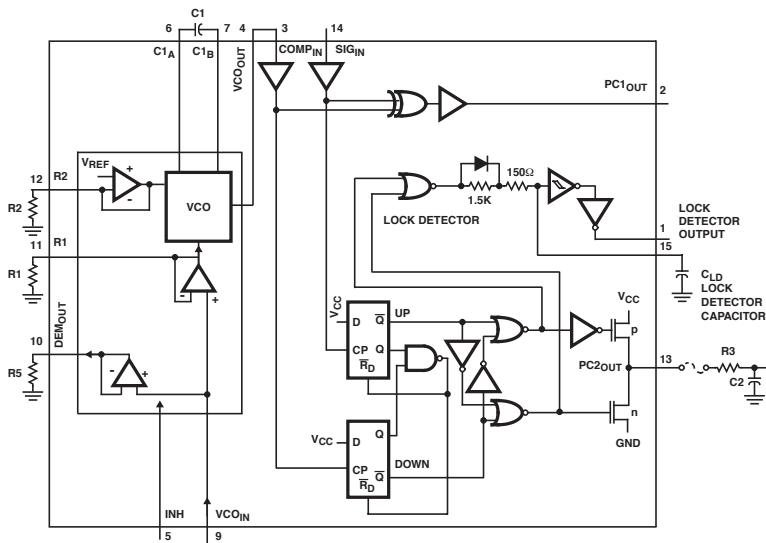 C1
6 7 4 3 14
C1A C1B VCOOUT COMPIN SIGIN
PC1OUT 2
VREF + -
12 R2
R2
VCO
150Ω
1.5K
LOCK DETECTOR
LOCK
DETECTOR
OUTPUT
1
15
11 R1
R1
- +
CLD
LOCK
DETECTOR
CAPACITOR
VCC
VCC
D Q̅ UP
CP Q
R̅D
p
10 DEMOUT
R5
- +
PC2OUT 13
R3
C2
n
GND
VCC D Q
CP Q̅ DOWN
R̅D
INH VCOIN
5 9